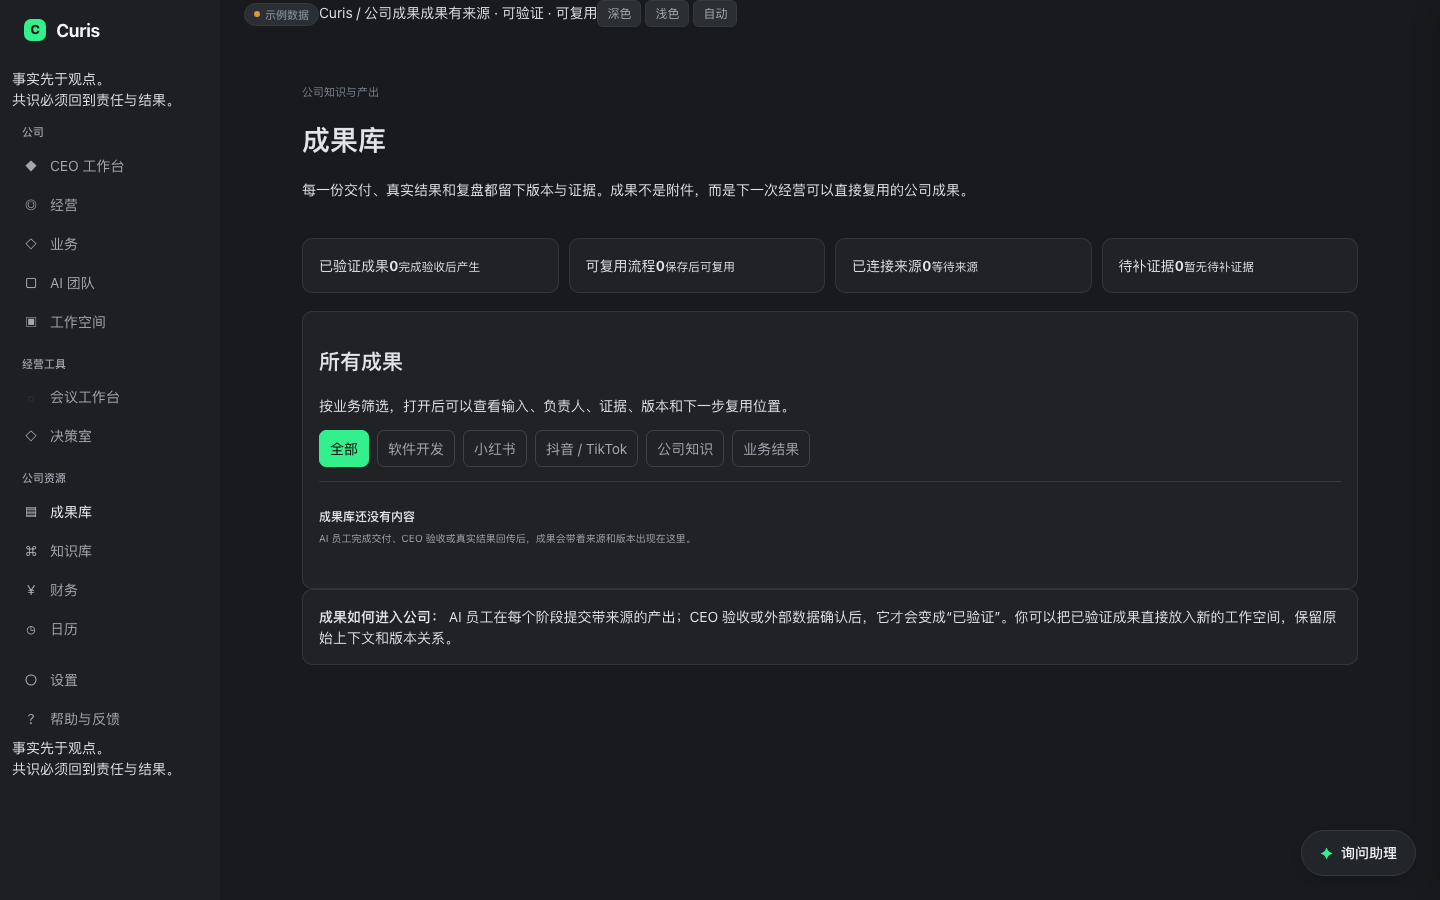 C Curis
事实先于观点。
共识必须回到责任与结果。
公司
CEO 工作台
经营
业务
AI 团队
工作空间
经营工具
会议工作台
决策室
公司资源
成果库
知识库
¥ 财务
日历
设置
? 帮助与反馈
事实先于观点。
共识必须回到责任与结果。
示例数据 Curis / 公司成果成果有来源 · 可验证 · 可复用 深色 浅色 自动
公司知识与产出
成果库
每一份交付、真实结果和复盘都留下版本与证据。成果不是附件，而是下一次经营可以直接复用的公司成果。
已验证成果0完成验收后产生
可复用流程0保存后可复用
已连接来源0等待来源
待补证据0暂无待补证据
所有成果
按业务筛选，打开后可以查看输入、负责人、证据、版本和下一步复用位置。
全部 软件开发 小红书 抖音 / TikTok 公司知识 业务结果
成果库还没有内容
AI 员工完成交付、CEO 验收或真实结果回传后，成果会带着来源和版本出现在这里。
成果如何进入公司： AI 员工在每个阶段提交带来源的产出；CEO 验收或外部数据确认后，它才会变成“已验证”。你可以把已验证成果直接放入新的工作空间，保留原
始上下文和版本关系。
询问助理